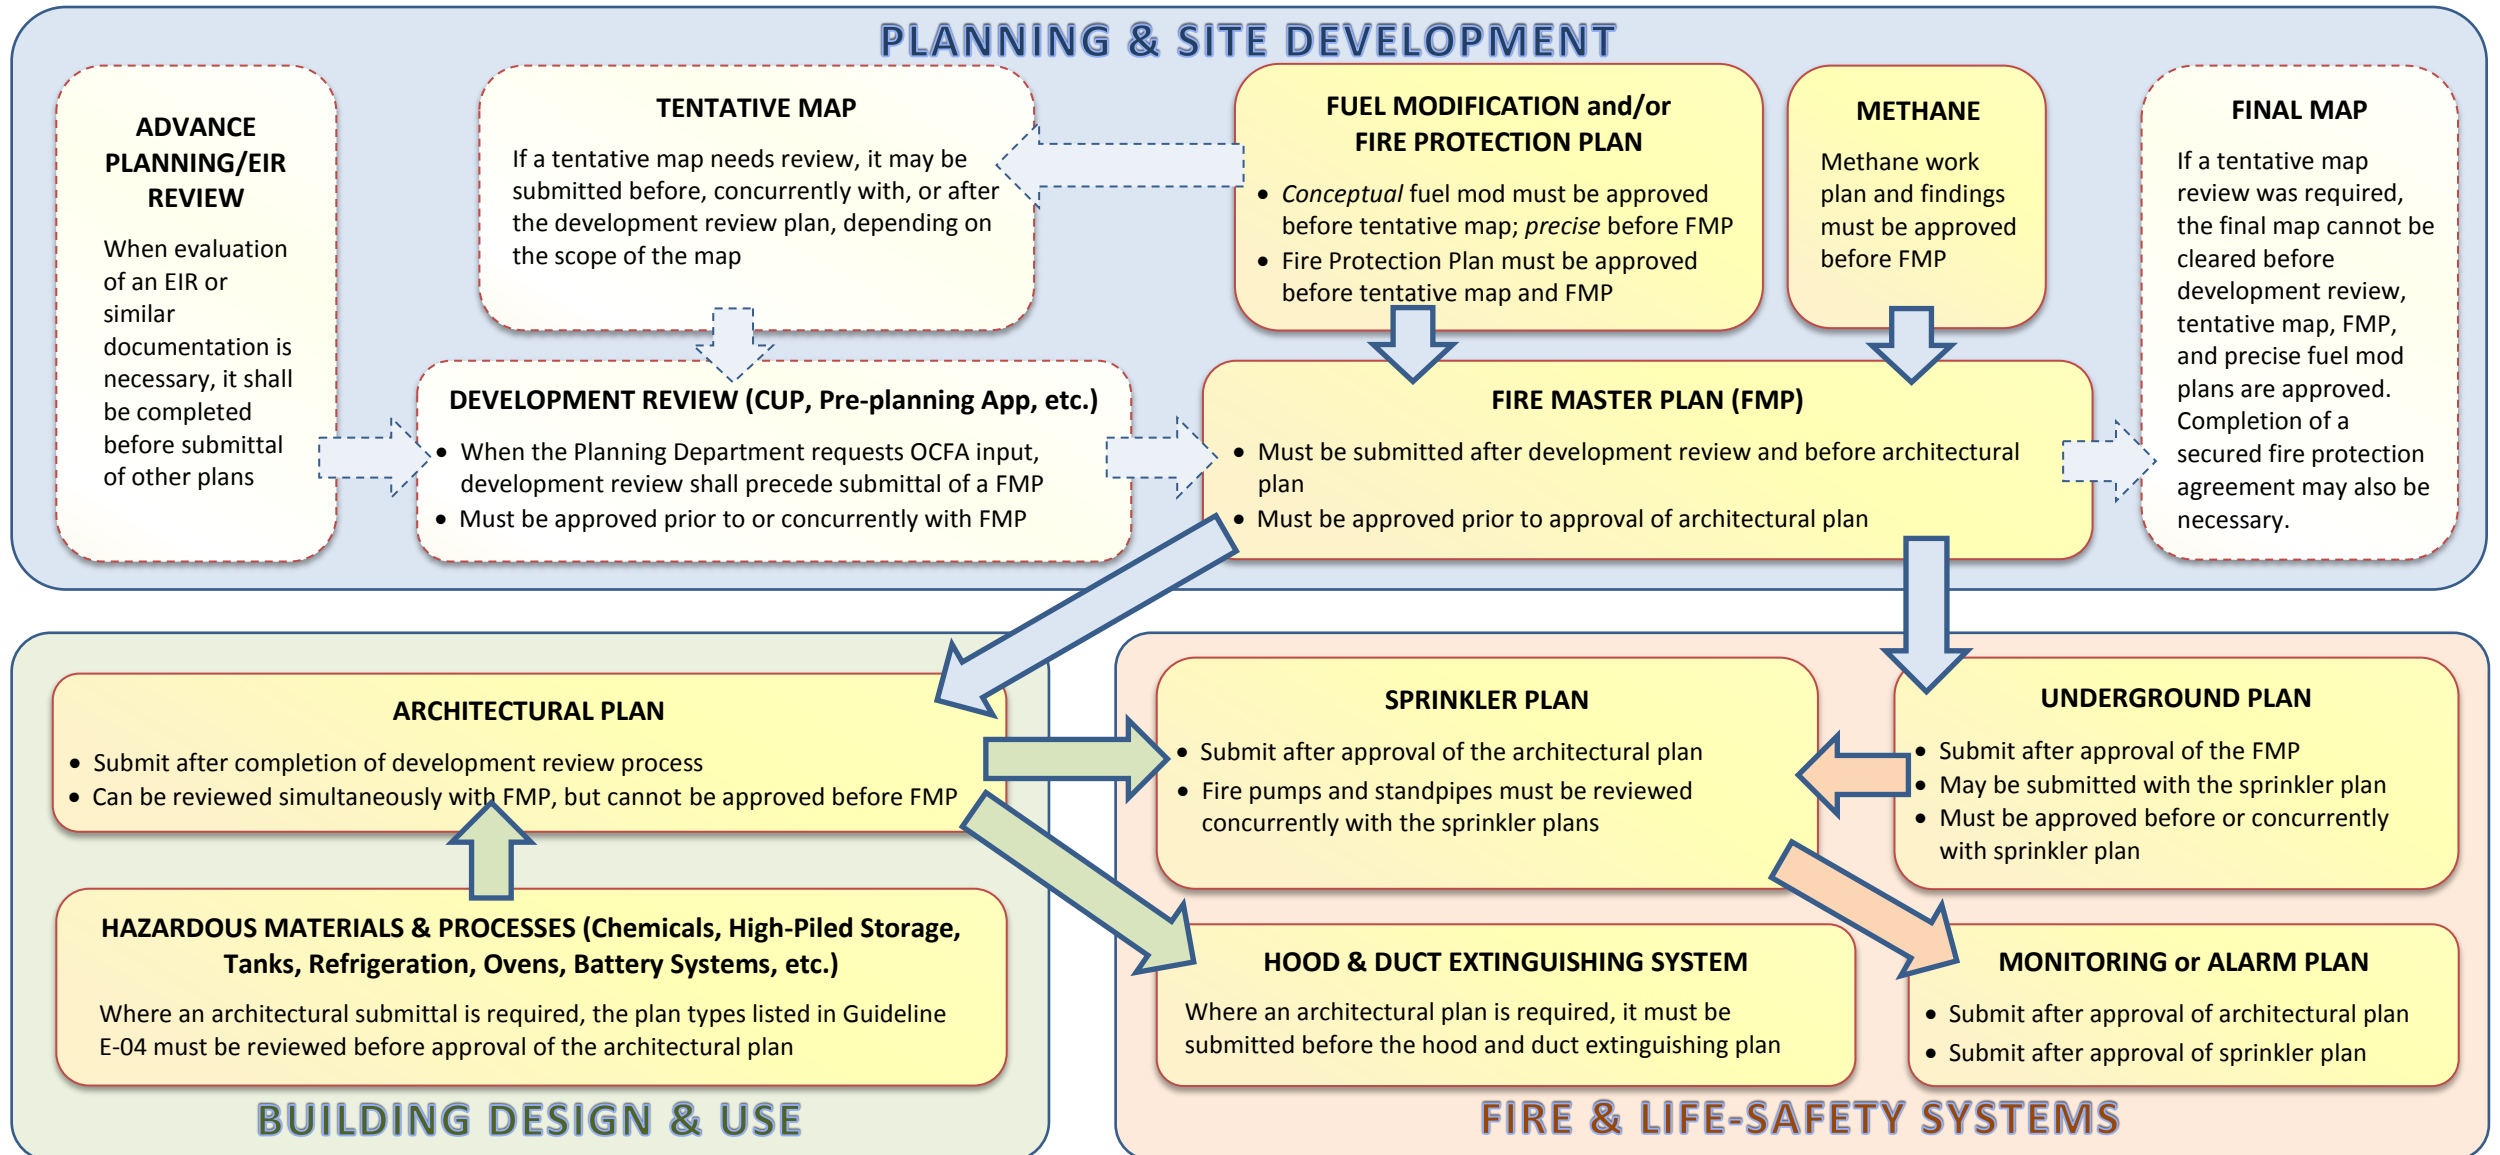 PLANNING & SITE DEVELOPMENT
ADVANCE
PLANNING/EIR
REVIEW
When evaluation
of an EIR or
similar
documentation is
necessary, it shall
be completed
before submittal
of other plans
TENTATIVE MAP
If a tentative map needs review, it may be
submitted before, concurrently with, or after
the development review plan, depending on
the scope of the map
FUEL MODIFICATION and/or
FIRE PROTECTION PLAN
• Conceptual fuel mod must be approved
before tentative map; precise before FMP
• Fire Protection Plan must be approved
before tentative map and FMP
METHANE
Methane work
plan and findings
must be approved
before FMP
FINAL MAP
If a tentative map
review was required,
the final map cannot be
cleared before
development review,
tentative map, FMP,
and precise fuel mod
plans are approved.
Completion of a
secured fire protection
agreement may also be
necessary.
DEVELOPMENT REVIEW (CUP, Pre-planning App, etc.)
• When the Planning Department requests OCFA input,
development review shall precede submittal of a FMP
• Must be approved prior to or concurrently with FMP
FIRE MASTER PLAN (FMP)
• Must be submitted after development review and before architectural
plan
• Must be approved prior to approval of architectural plan
ARCHITECTURAL PLAN
• Submit after completion of development review process
• Can be reviewed simultaneously with FMP, but cannot be approved before FMP
HAZARDOUS MATERIALS & PROCESSES (Chemicals, High-Piled Storage,
Tanks, Refrigeration, Ovens, Battery Systems, etc.)
Where an architectural submittal is required, the plan types listed in Guideline
E-04 must be reviewed before approval of the architectural plan
BUILDING DESIGN & USE
SPRINKLER PLAN
• Submit after approval of the architectural plan
• Fire pumps and standpipes must be reviewed
concurrently with the sprinkler plans
UNDERGROUND PLAN
• Submit after approval of the FMP
• May be submitted with the sprinkler plan
• Must be approved before or concurrently
with sprinkler plan
HOOD & DUCT EXTINGUISHING SYSTEM
Where an architectural plan is required, it must be
submitted before the hood and duct extinguishing plan
MONITORING or ALARM PLAN
• Submit after approval of architectural plan
• Submit after approval of sprinkler plan
FIRE & LIFE-SAFETY SYSTEMS